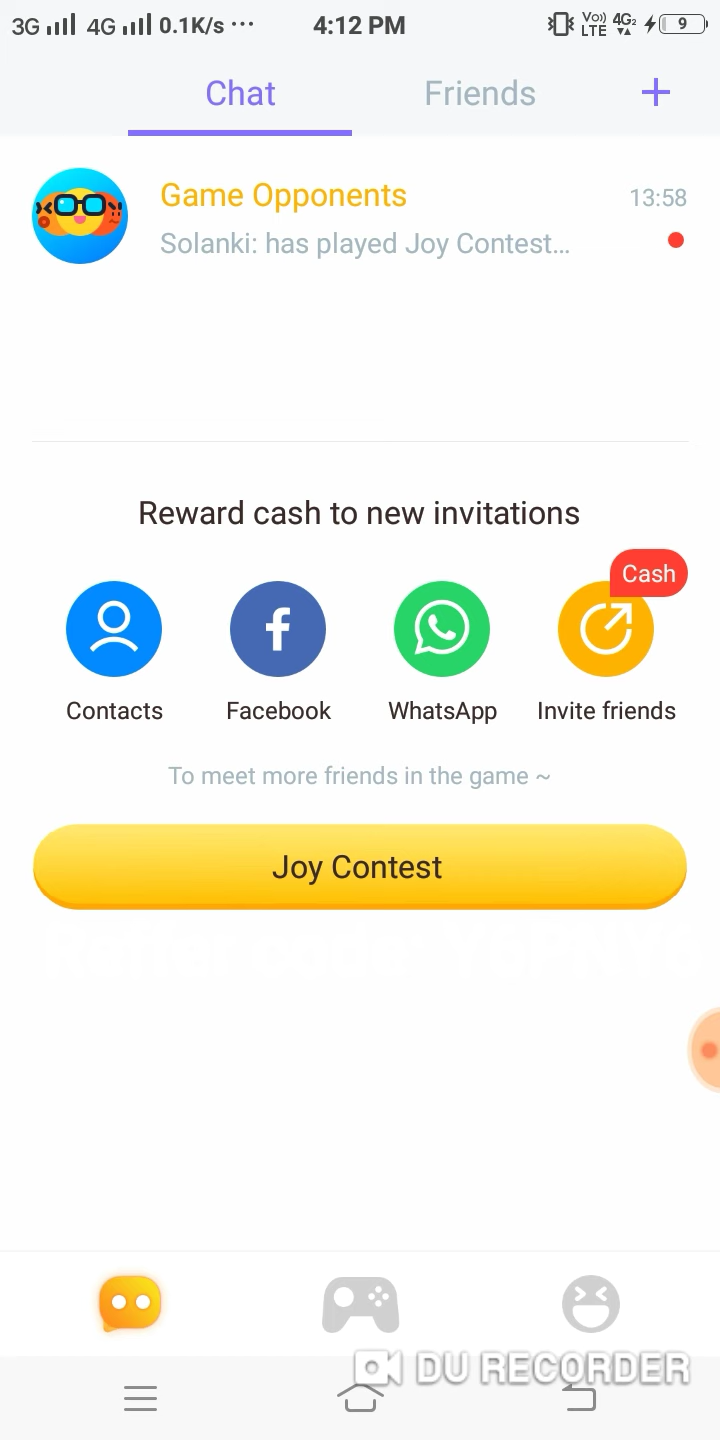 3G 4G 0.1K/s ··· 4:12 PM Vo)) LTE 4G2 9
Chat Friends +
Game Opponents 13:58
Solanki: has played Joy Contest...
Reward cash to new invitations
Cash
Contacts Facebook WhatsApp Invite friends
To meet more friends in the game ~
Joy Contest
DU RECORDER